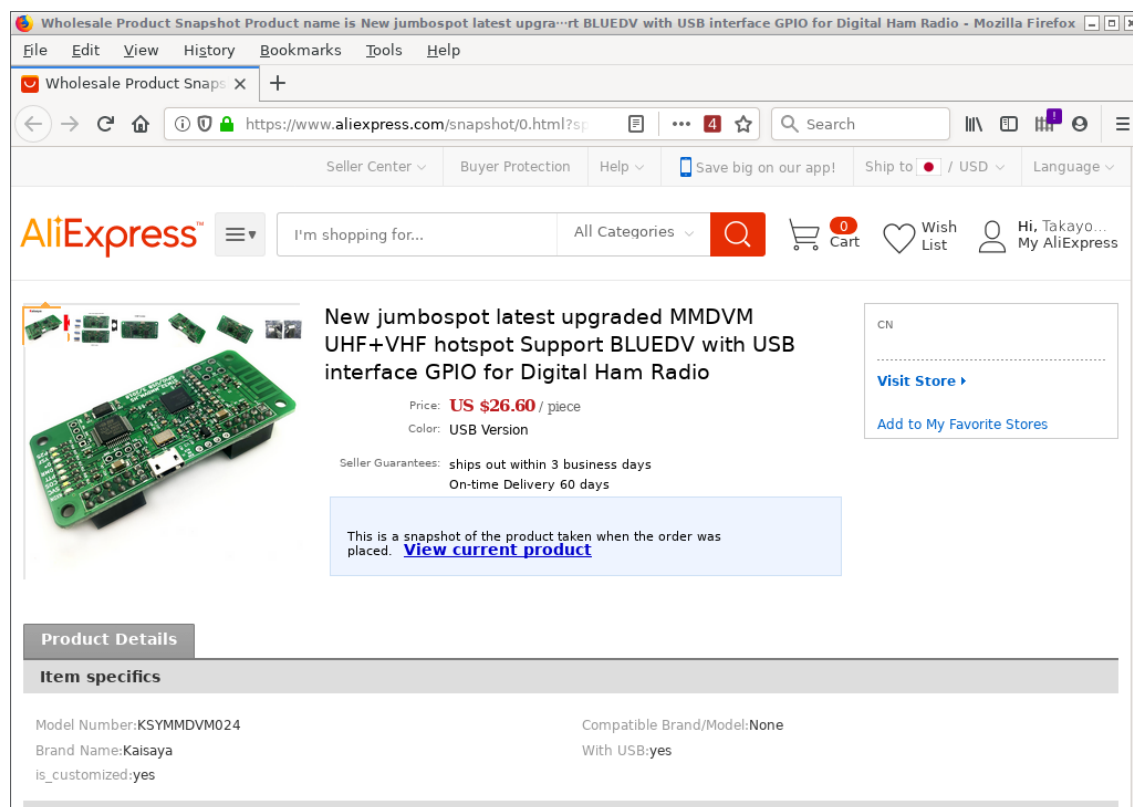 Wholesale Product Snapshot Product name is New jumbospot latest upgra···rt BLUEDV with USB interface GPIO for Digital Ham Radio - Mozilla Firefox
File Edit View History Bookmarks Tools Help
Wholesale Product Snaps
https://www.aliexpress.com/snapshot/0.html?sp
4
Search
Seller Center
Buyer Protection
Help
Save big on our app!
Ship to / USD
Language
AliExpress™
I'm shopping for...
All Categories
0
Cart
Wish
List
Hi, Takayo...
My AliExpress
New jumbospot latest upgraded MMDVM
UHF+VHF hotspot Support BLUEDV with USB
interface GPIO for Digital Ham Radio
Price: US $26.60 / piece
Color: USB Version
Seller Guarantees: ships out within 3 business days
On-time Delivery 60 days
This is a snapshot of the product taken when the order was
placed. View current product
CN
Visit Store
Add to My Favorite Stores
Product Details
Item specifics
Model Number:KSYMMDVM024
Compatible Brand/Model:None
Brand Name:Kaisaya
With USB:yes
is_customized:yes